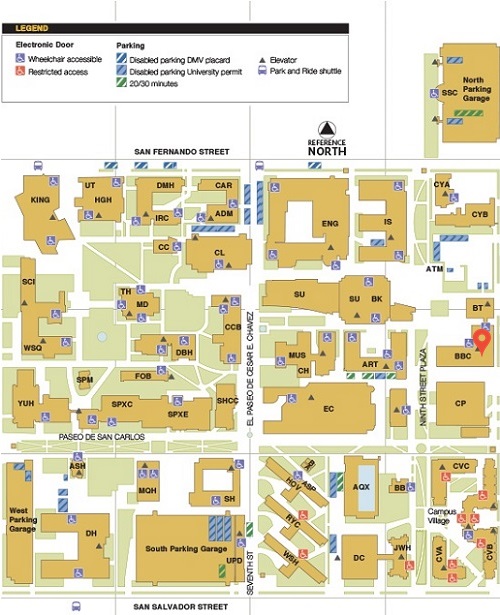 LEGEND
Electronic Door
Wheelchair accessible
Restricted access
Parking
Disabled parking DMV placard
Disabled parking University permit
20/30 minutes
Elevator
Park and Ride shuttle
North
Parking
Garage
SSC
SAN FERNANDO STREET
REFERENCE
NORTH
KING
UT
HGH
DMH
IRC
CAR
ADM
CC
CL
ENG
IS
CYA
CYB
ATM
SCI
WSQ
TH
MD
DBH
CCB
SU
SU
BK
BT
MUS
CH
ART
BBC
EL PASEO DE CESAR E. CHAVEZ
NINTH STREET PLAZA
YUH
SPM
FOB
SPXC
SPXE
SHCC
EC
CP
PASEO DE SAN CARLOS
West
Parking
Garage
ASH
MQH
SH
DH
South Parking Garage
UPD
SEVENTH ST
HOV
ASP
RYC
WSH
AQX
BB
DC
JWH
CVC
Campus
Village
CVA
CVB
SAN SALVADOR STREET